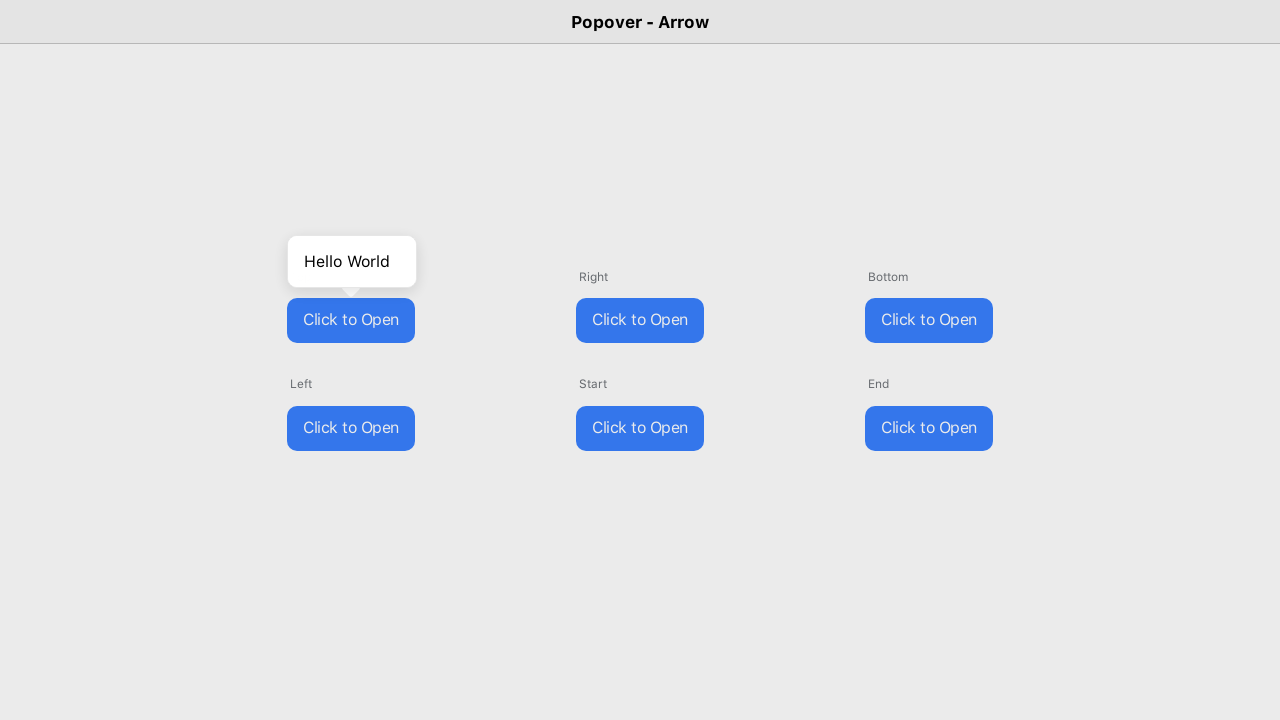 Popover - Arrow
Hello World
Right
Bottom
Click to Open
Click to Open
Click to Open
Left
Start
End
Click to Open
Click to Open
Click to Open